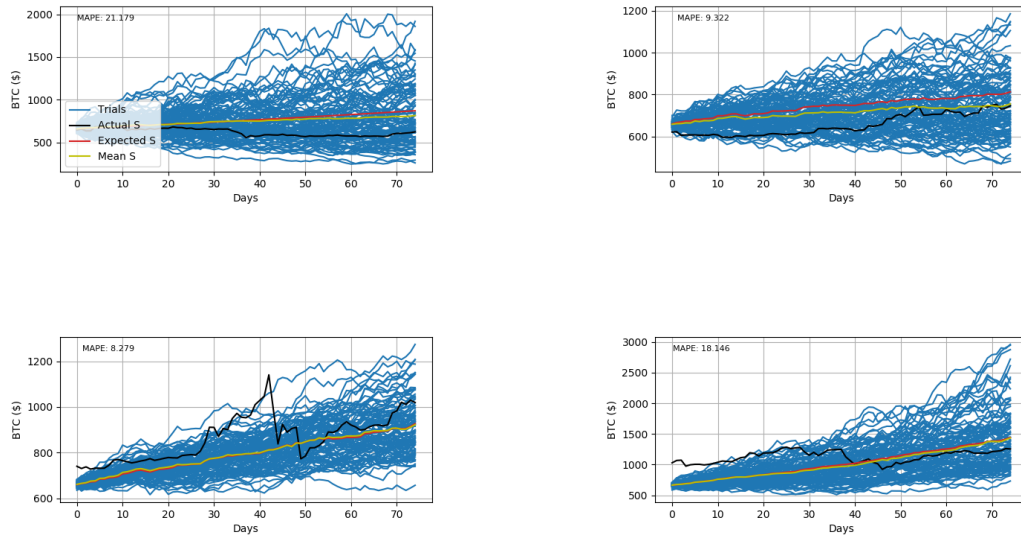 MAPE: 21.179
2000
1500
1000
500
BTC ($)
Trials
Actual S
Expected S
Mean S
0 10 20 30 40 50 60 70
Days
MAPE: 9.322
1200
1000
800
600
BTC ($)
0 10 20 30 40 50 60 70
Days
MAPE: 8.279
1200
1000
800
600
BTC ($)
0 10 20 30 40 50 60 70
Days
MAPE: 18.146
3000
2500
2000
1500
1000
500
BTC ($)
0 10 20 30 40 50 60 70
Days